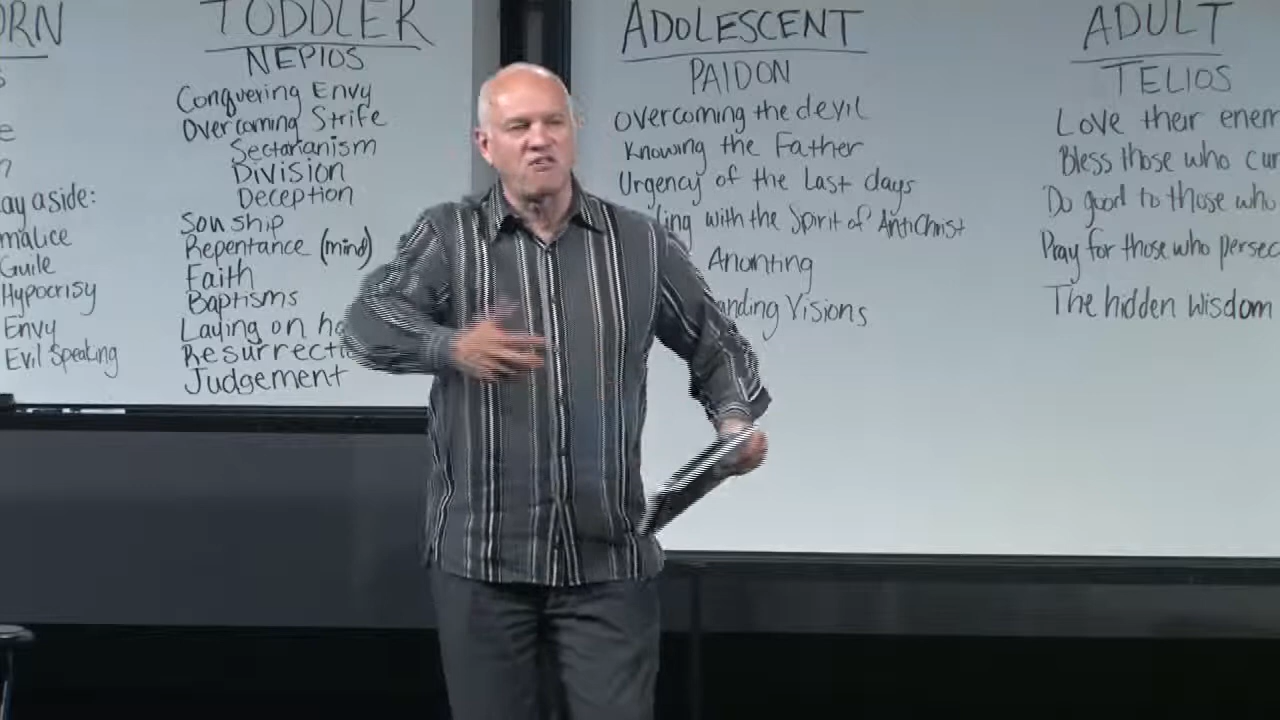 ORN
ay aside:
malice
Guile
Hypocrisy
Envy
Evil Speaking
TODDLER
NEPIOS
Conquering Envy
Overcoming Strife
Sectarianism
Division
Deception
Sonship
Repentance (mind)
Faith
Baptisms
Laying on ha
Resurrecti
Judgement
ADOLESCENT
PAIDON
overcoming the devil
Knowing the Father
Urgency of the Last days
ling with the Spirit of AntiChrist
Anointing
anding Visions
ADULT
TELIOS
Love their enem
Bless those who cur
Do good to those who
Pray for those who persec
The hidden Wisdom